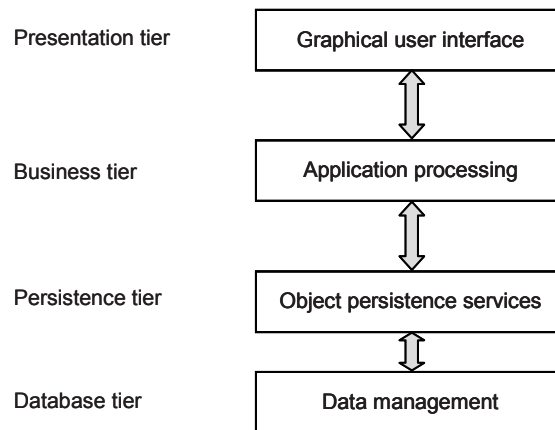 Presentation tier
Graphical user interface
Business tier
Application processing
Persistence tier
Object persistence services
Database tier
Data management